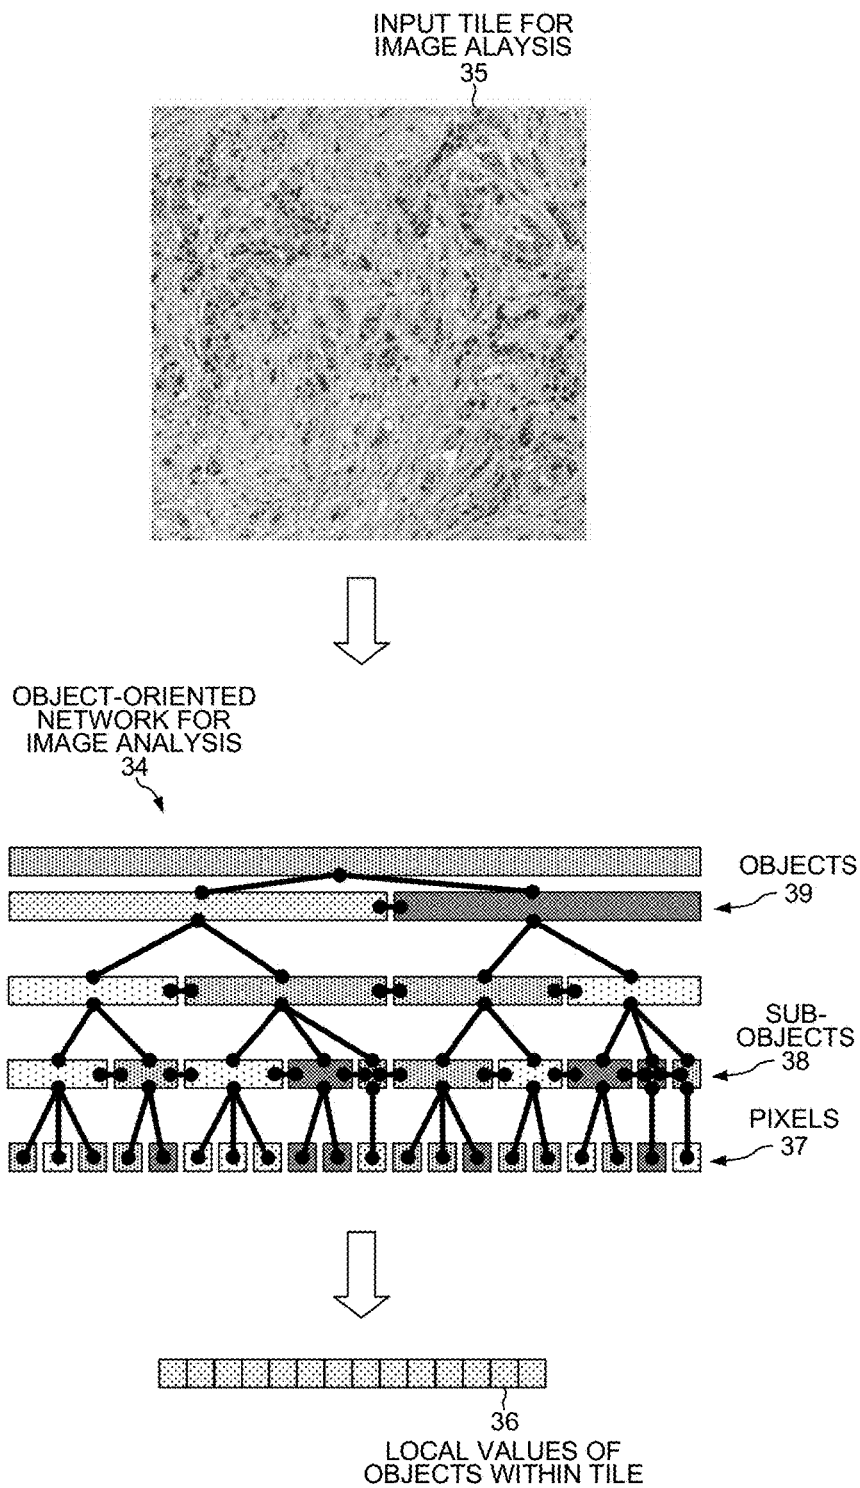 INPUT TILE FOR
IMAGE ALAYSIS
35
OBJECT-ORIENTED
NETWORK FOR
IMAGE ANALYSIS
34
OBJECTS
39
SUB-
OBJECTS
38
PIXELS
37
36
LOCAL VALUES OF
OBJECTS WITHIN TILE